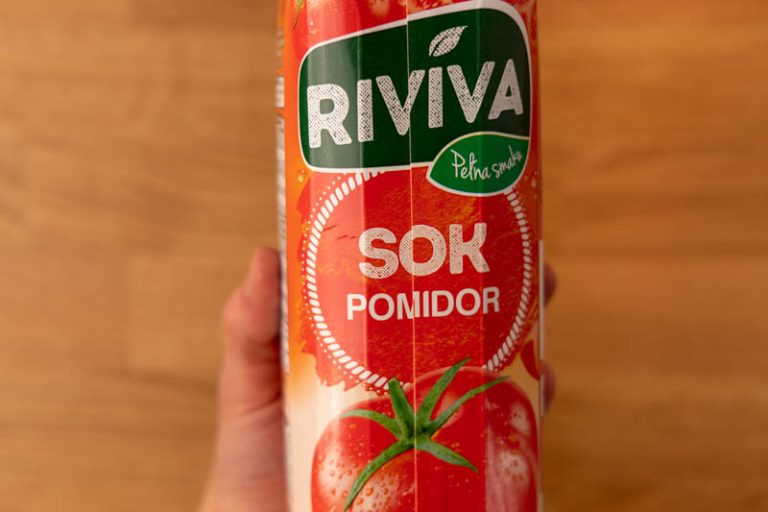 RIVIVA
Pełna smaku
SOK
POMIDOR